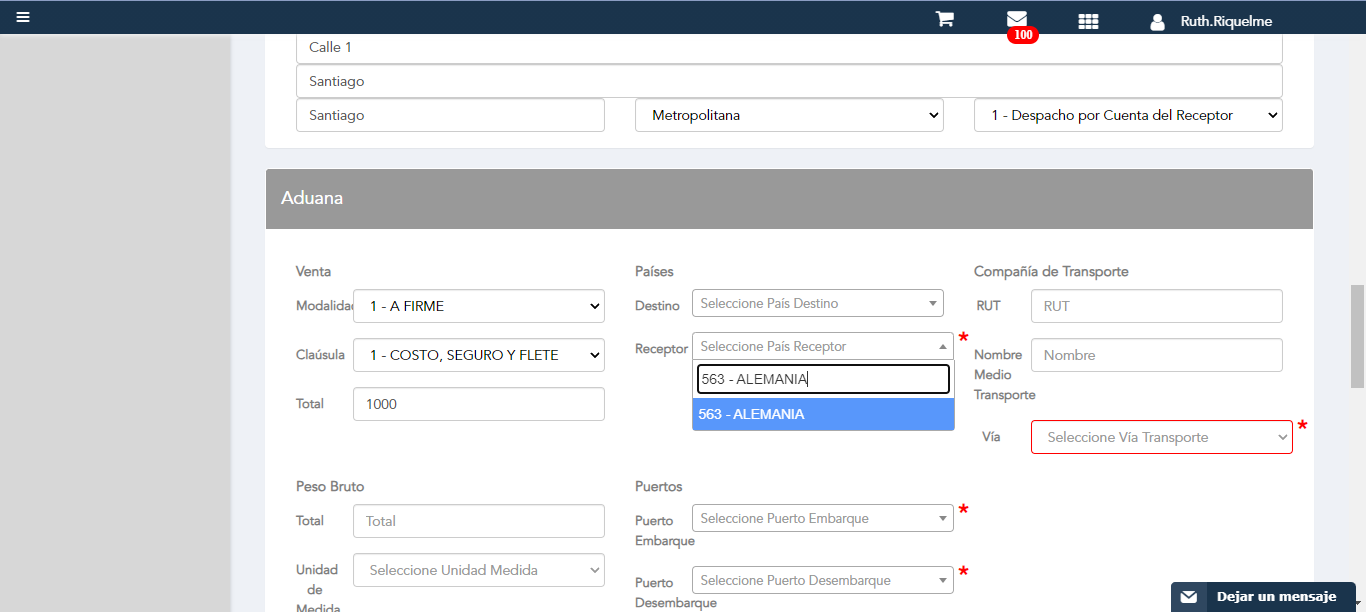 Ruth.Riquelme
100
Calle 1
Santiago
Santiago
Metropolitana
1 - Despacho por Cuenta del Receptor
Aduana
Venta
Modalidad
1 - A FIRME
Claúsula
1 - COSTO, SEGURO Y FLETE
Total
1000
Países
Destino
Seleccione País Destino
Receptor
Seleccione País Receptor
*
563 - ALEMANIA
563 - ALEMANIA
Compañía de Transporte
RUT
RUT
Nombre
Medio
Transporte
Nombre
Vía
Seleccione Vía Transporte
*
Peso Bruto
Total
Total
Unidad
de
Medida
Seleccione Unidad Medida
Puertos
Puerto
Embarque
Seleccione Puerto Embarque
*
Puerto
Desembarque
Seleccione Puerto Desembarque
*
Dejar un mensaje